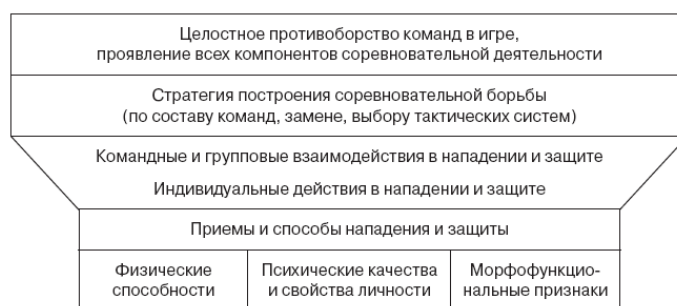 Целостное противоборство команд в игре,
проявление всех компонентов соревновательной деятельности
Стратегия построения соревновательной борьбы
(по составу команд, замене, выбору тактических систем)
Командные и групповые взаимодействия в нападении и защите
Индивидуальные действия в нападении и защите
Приемы и способы нападения и защиты
Физические
способности
Психические качества
и свойства личности
Морфофункцио-
нальные признаки